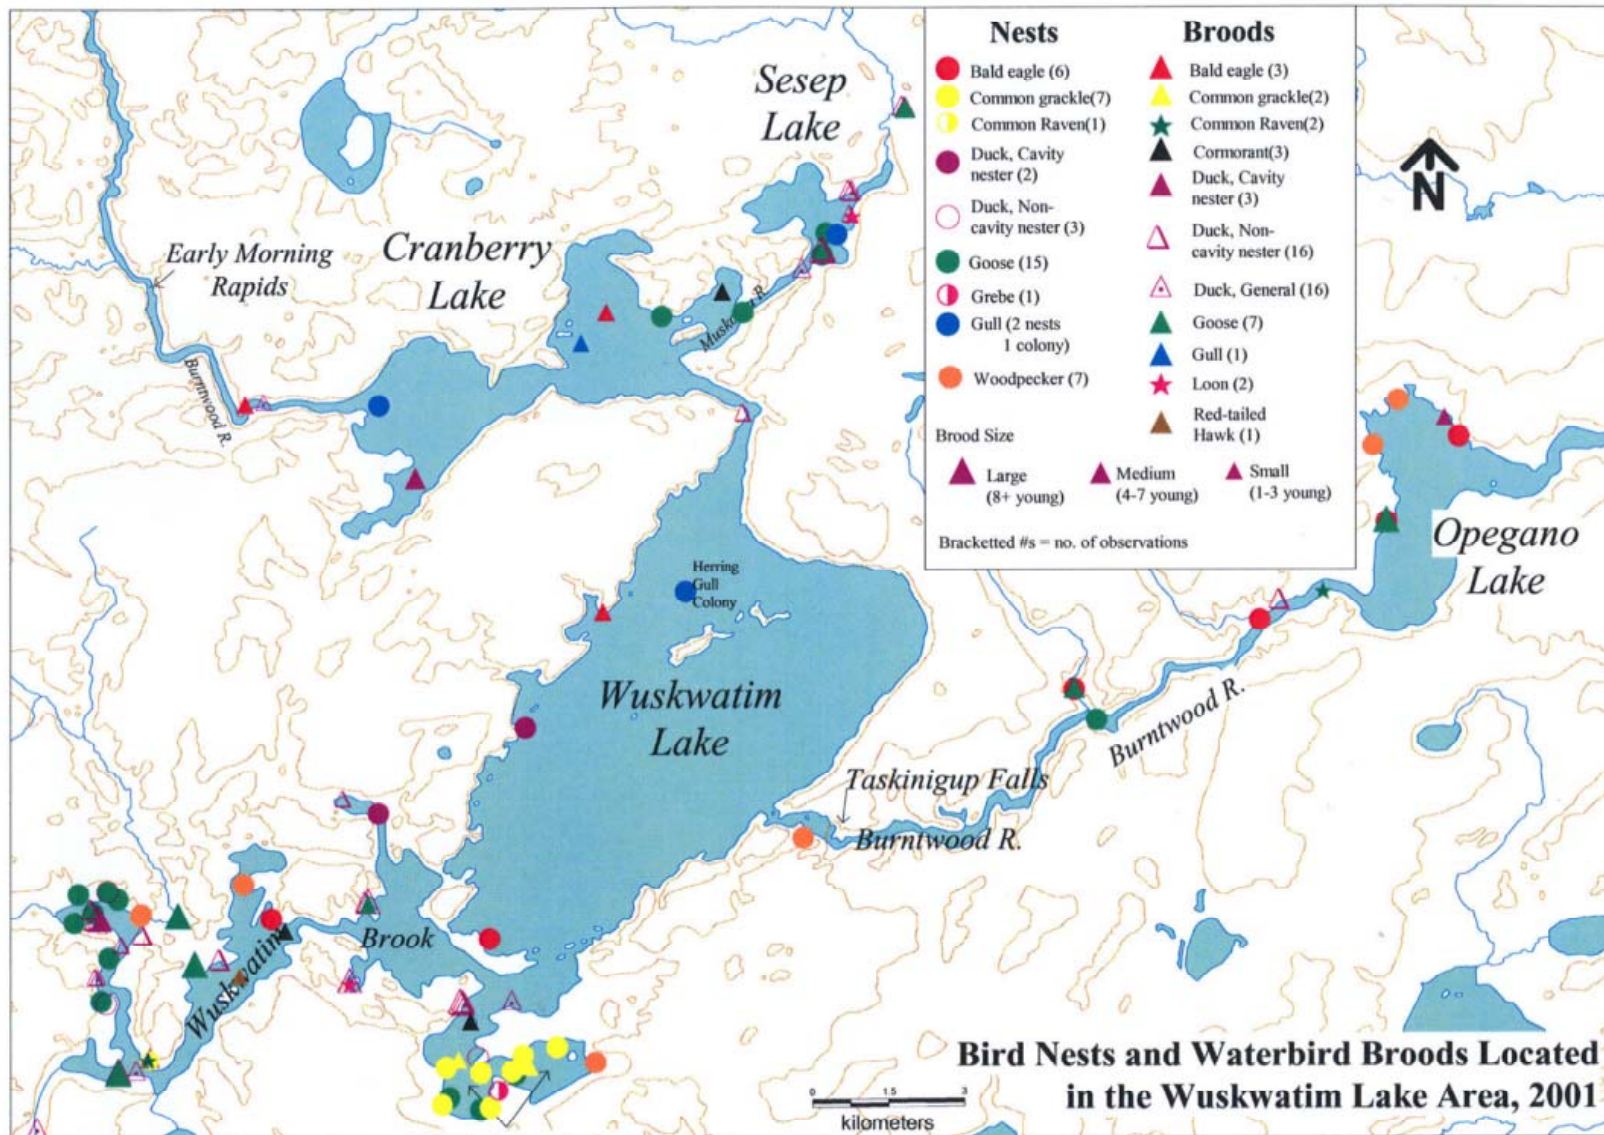 Nests
Broods
Bald eagle (6)
Common grackle(7)
Common Raven(1)
Duck, Cavity
nester (2)
Duck, Non-
cavity nester (3)
Goose (15)
Grebe (1)
Gull (2 nests
1 colony)
Woodpecker (7)
Bald eagle (3)
Common grackle(2)
Common Raven(2)
Cormorant(3)
Duck, Cavity
nester (3)
Duck, Non-
cavity nester (16)
Duck, General (16)
Goose (7)
Gull (1)
Loon (2)
Red-tailed
Hawk (1)
Brood Size
Large
(8+ young)
Medium
(4-7 young)
Small
(1-3 young)
Bracketted #s = no. of observations
N
Sesep
Lake
Cranberry
Lake
Early Morning
Rapids
Burntwood R.
Herring
Gull
Colony
Wuskwatim
Lake
Opegano
Lake
Burntwood R.
Taskinigup Falls
Burntwood R.
Brook
Wuskwatim
0 1.5 3
kilometers
Bird Nests and Waterbird Broods Located
in the Wuskwatim Lake Area, 2001